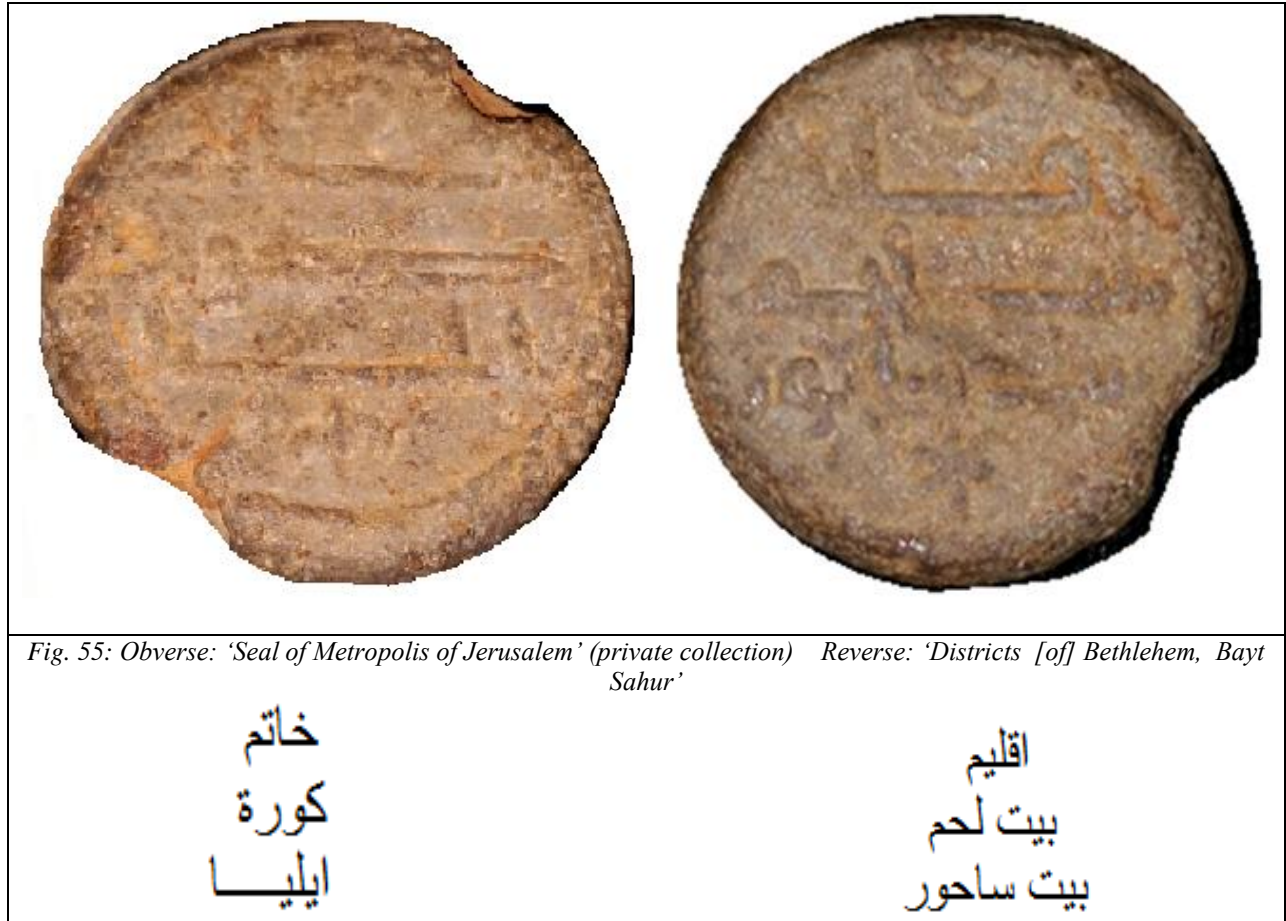 Fig. 55: Obverse: ‘Seal of Metropolis of Jerusalem’ (private collection) Reverse: ‘Districts [of] Bethlehem, Bayt
Sahur’
خاتم
كورة
ايليـــــا
اقليم
بيت لحم
بيت ساحور